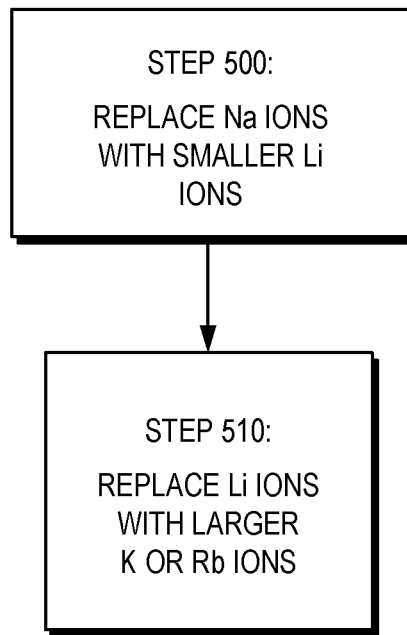 STEP 500:
REPLACE Na IONS
WITH SMALLER Li
IONS
STEP 510:
REPLACE Li IONS
WITH LARGER
K OR Rb IONS